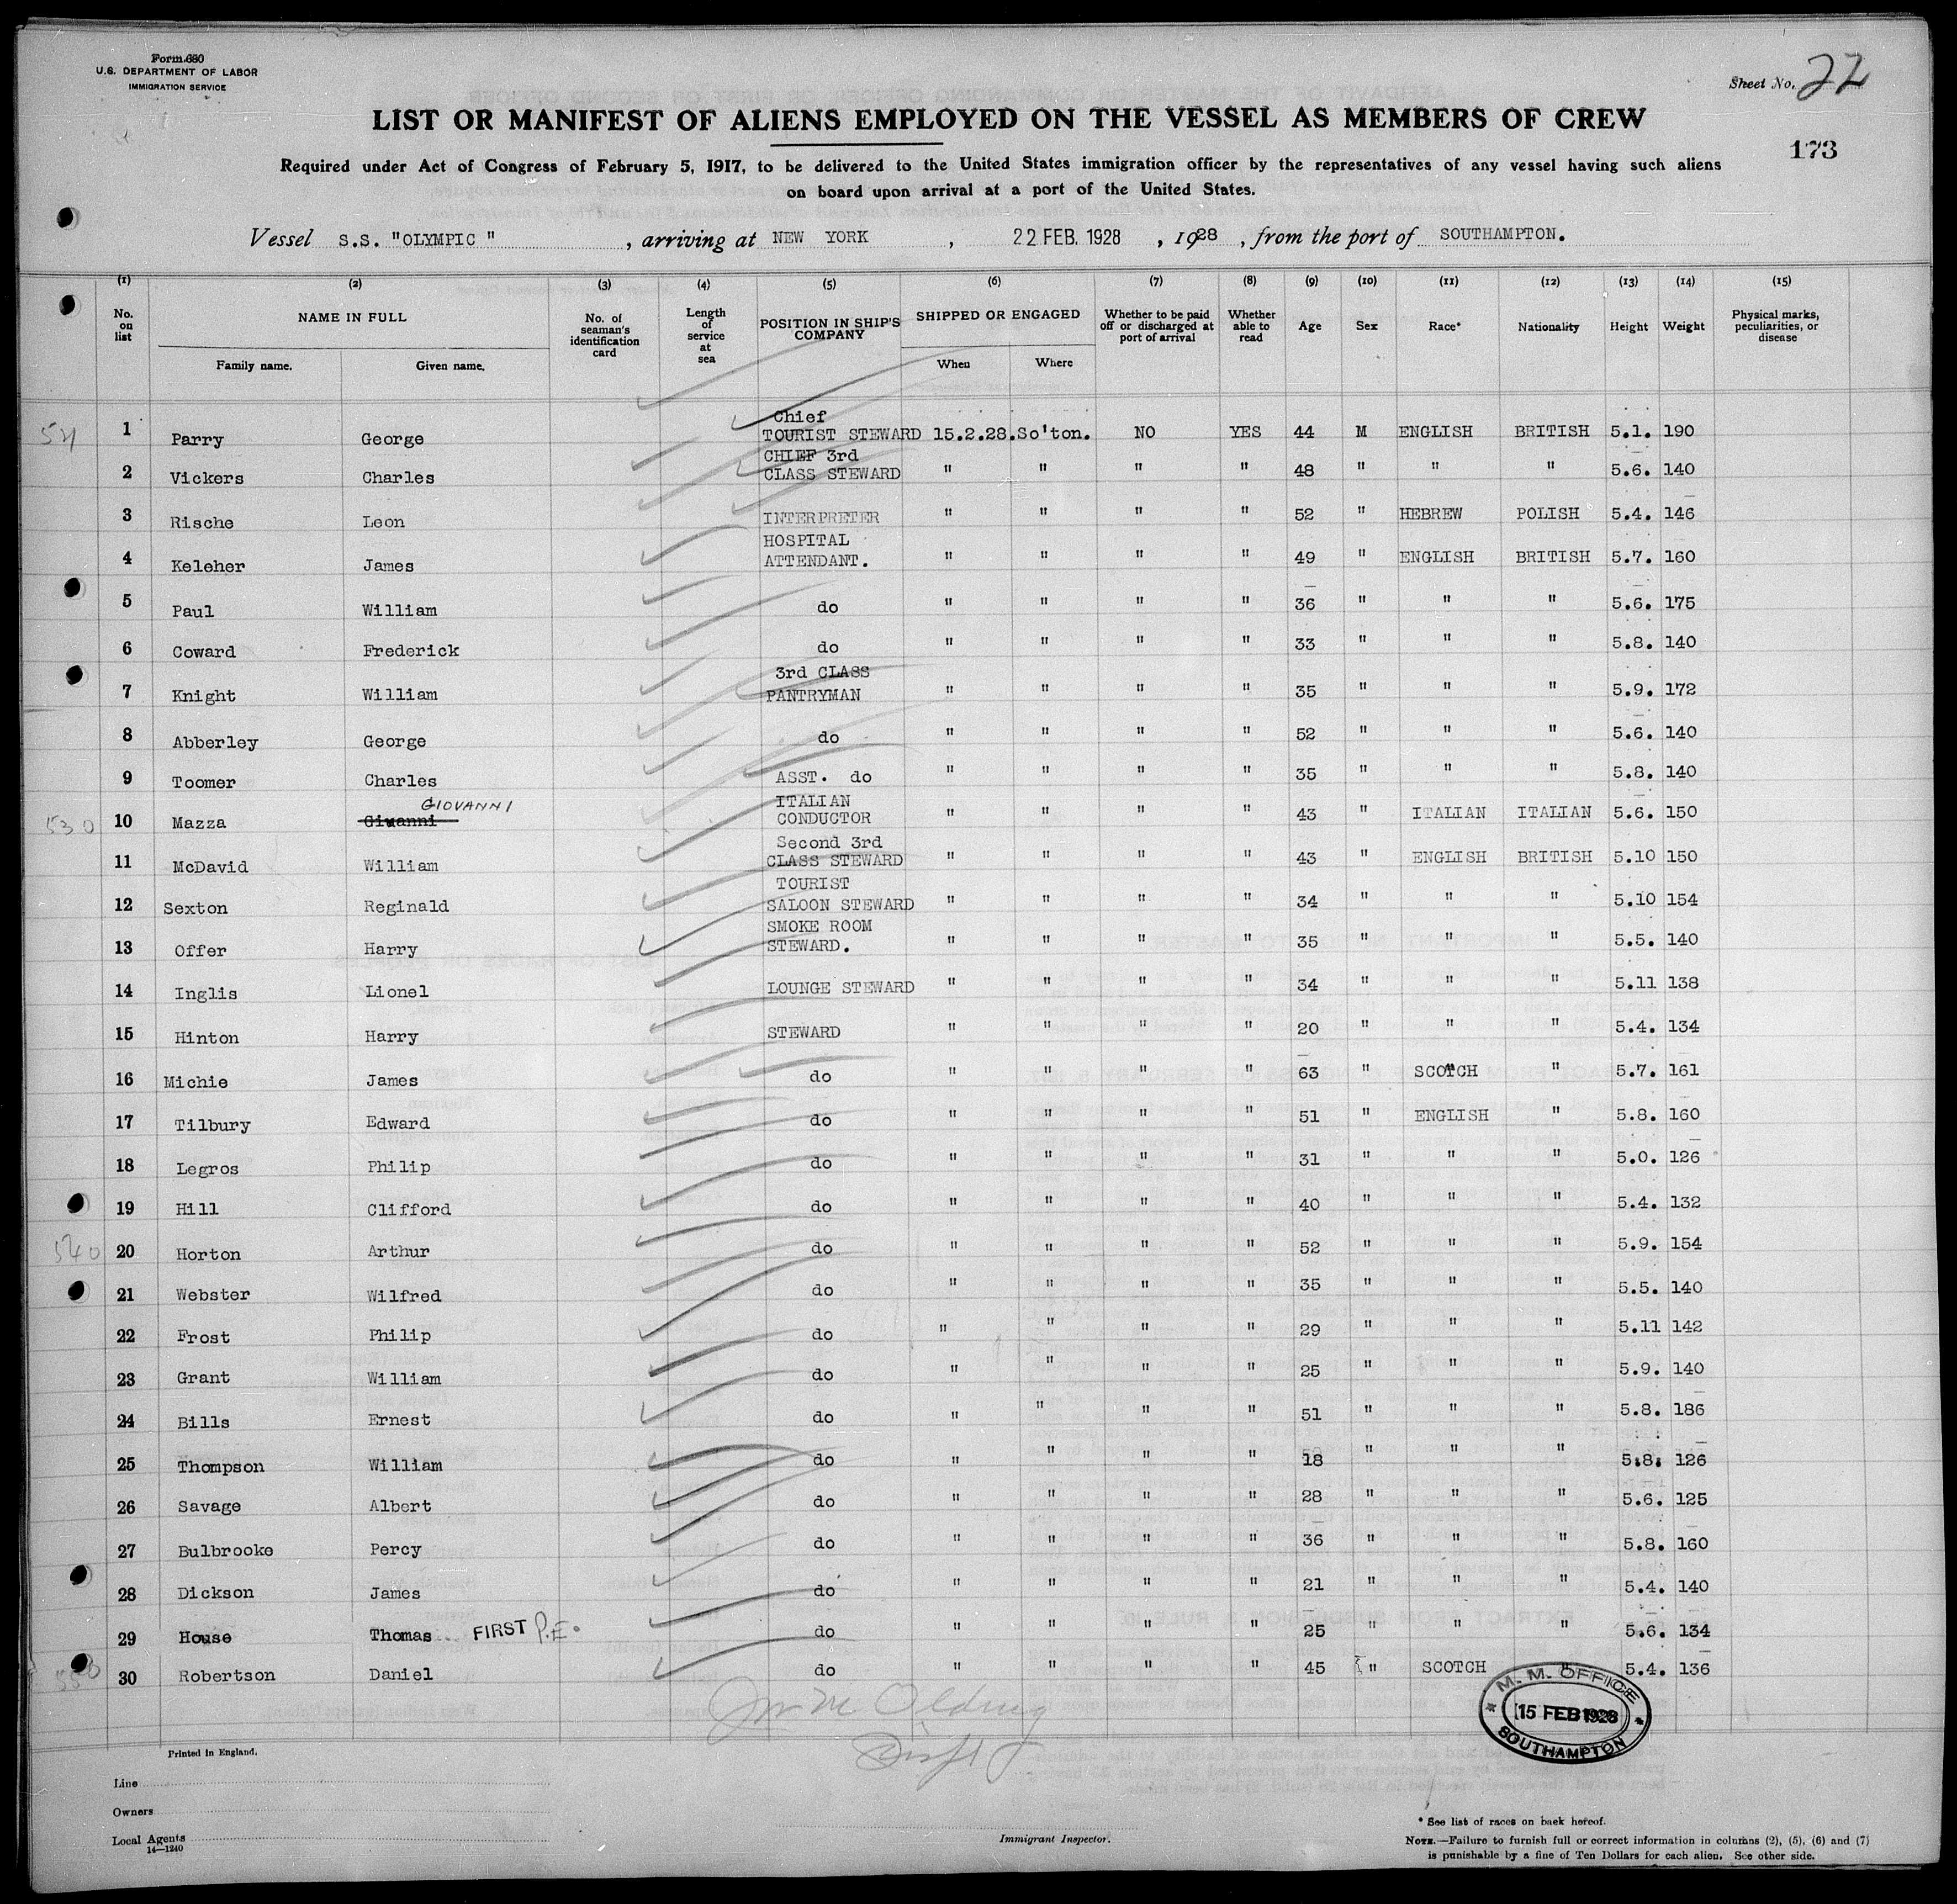 Form 680
U.S. DEPARTMENT OF LABOR
IMMIGRATION SERVICE
Sheet No. 22
LIST OR MANIFEST OF ALIENS EMPLOYED ON THE VESSEL AS MEMBERS OF CREW
173
Required under Act of Congress of February 5, 1917, to be delivered to the United States immigration officer by the representatives of any vessel having such aliens
on board upon arrival at a port of the United States.
Vessel S.S. "OLYMPIC " , arriving at NEW YORK , 22 FEB. 1928 , 1928 , from the port of SOUTHAMPTON.
(1) (2) (3) (4) (5) (6) (7) (8) (9) (10) (11) (12) (13) (14) (15)
No. on list NAME IN FULL Family name. Given name. No. of seaman's identification card Length of service at sea POSITION IN SHIP'S COMPANY SHIPPED OR ENGAGED When Where Whether to be paid off or discharged at port of arrival Whether able to read Age Sex Race* Nationality Height Weight Physical marks, peculiarities, or disease
1 Parry George Chief TOURIST STEWARD 15.2.28. So'ton. NO YES 44 M ENGLISH BRITISH 5.1. 190
2 Vickers Charles CHIEF 3rd CLASS STEWARD " " " " 48 " " " 5.6. 140
3 Rische Leon INTERPRETER " " " " 52 " HEBREW POLISH 5.4. 146
4 Keleher James HOSPITAL ATTENDANT. " " " " 49 " ENGLISH BRITISH 5.7. 160
5 Paul William do " " " " 36 " " " 5.6. 175
6 Coward Frederick do " " " " 33 " " " 5.8. 140
7 Knight William 3rd CLASS PANTRYMAN " " " " 35 " " " 5.9. 172
8 Abberley George do " " " " 52 " " " 5.6. 140
9 Toomer Charles ASST. do " " " " 35 " " " 5.8. 140
530 10 Mazza Giuanni GIOVANNI ITALIAN CONDUCTOR " " " " 43 " ITALIAN ITALIAN 5.6. 150
11 McDavid William Second 3rd CLASS STEWARD " " " " 43 " ENGLISH BRITISH 5.10 150
12 Sexton Reginald TOURIST SALOON STEWARD " " " " 34 " " " 5.10 154
13 Offer Harry SMOKE ROOM STEWARD. " " " " 35 " " " 5.5. 140
14 Inglis Lionel LOUNGE STEWARD " " " " 34 " " " 5.11 138
15 Hinton Harry STEWARD " " " " 20 " " " 5.4. 134
16 Michie James do " " " " 63 " SCOTCH " 5.7. 161
17 Tilbury Edward do " " " " 51 " ENGLISH " 5.8. 160
18 Legros Philip do " " " " 31 " " " 5.0. 126
19 Hill Clifford do " " " " 40 " " " 5.4. 132
540 20 Horton Arthur do " " " " 52 " " " 5.9. 154
21 Webster Wilfred do " " " " 35 " " " 5.5. 140
22 Frost Philip do " " " " 29 " " " 5.11 142
23 Grant William do " " " " 25 " " " 5.9. 140
24 Bills Ernest do " " " " 51 " " " 5.8. 186
25 Thompson William do " " " " 18 " " " 5.8. 126
26 Savage Albert do " " " " 28 " " " 5.6. 125
27 Bulbrooke Percy do " " " " 36 " " " 5.8. 160
28 Dickson James do " " " " 21 " " " 5.4. 140
29 House Thomas FIRST P.E. do " " " " 25 " " " 5.6. 134
550 30 Robertson Daniel do " " " " 45 " SCOTCH " 5.4. 136
M. M. OFFICE
15 FEB 1928
SOUTHAMPTON
Printed in England.
Line
Owners
Local Agents
14—1240
Immigrant Inspector.
* See list of races on back hereof.
NOTE.—Failure to furnish full or correct information in columns (2), (5), (6) and (7)
is punishable by a fine of Ten Dollars for each alien. See other side.